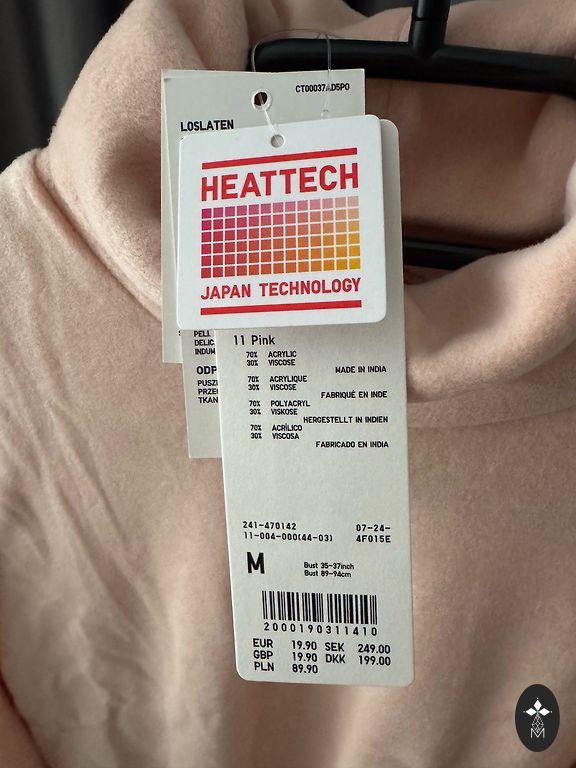 CT00037AD5PO
LOSLATEN
HEATTECH
JAPAN TECHNOLOGY
PELL
DELIC
INDUM
ODP
PUSZ
PRZE
TKAN
11 Pink
70% ACRYLIC
30% VISCOSE
MADE IN INDIA
70% ACRYLIQUE
30% VISCOSE
FABRIQUÉ EN INDE
70% POLYACRYL
30% VISKOSE
HERGESTELLT IN INDIEN
70% ACRÍLICO
30% VISCOSA
FABRICADO EN INDIA
241-470142 07-24-
11-004-000(44-03) 4F015E
M
Bust 35-37inch
Bust 89-94cm
2000190311410
EUR 19.90 SEK 249.00
GBP 19.90 DKK 199.00
PLN 89.90
M